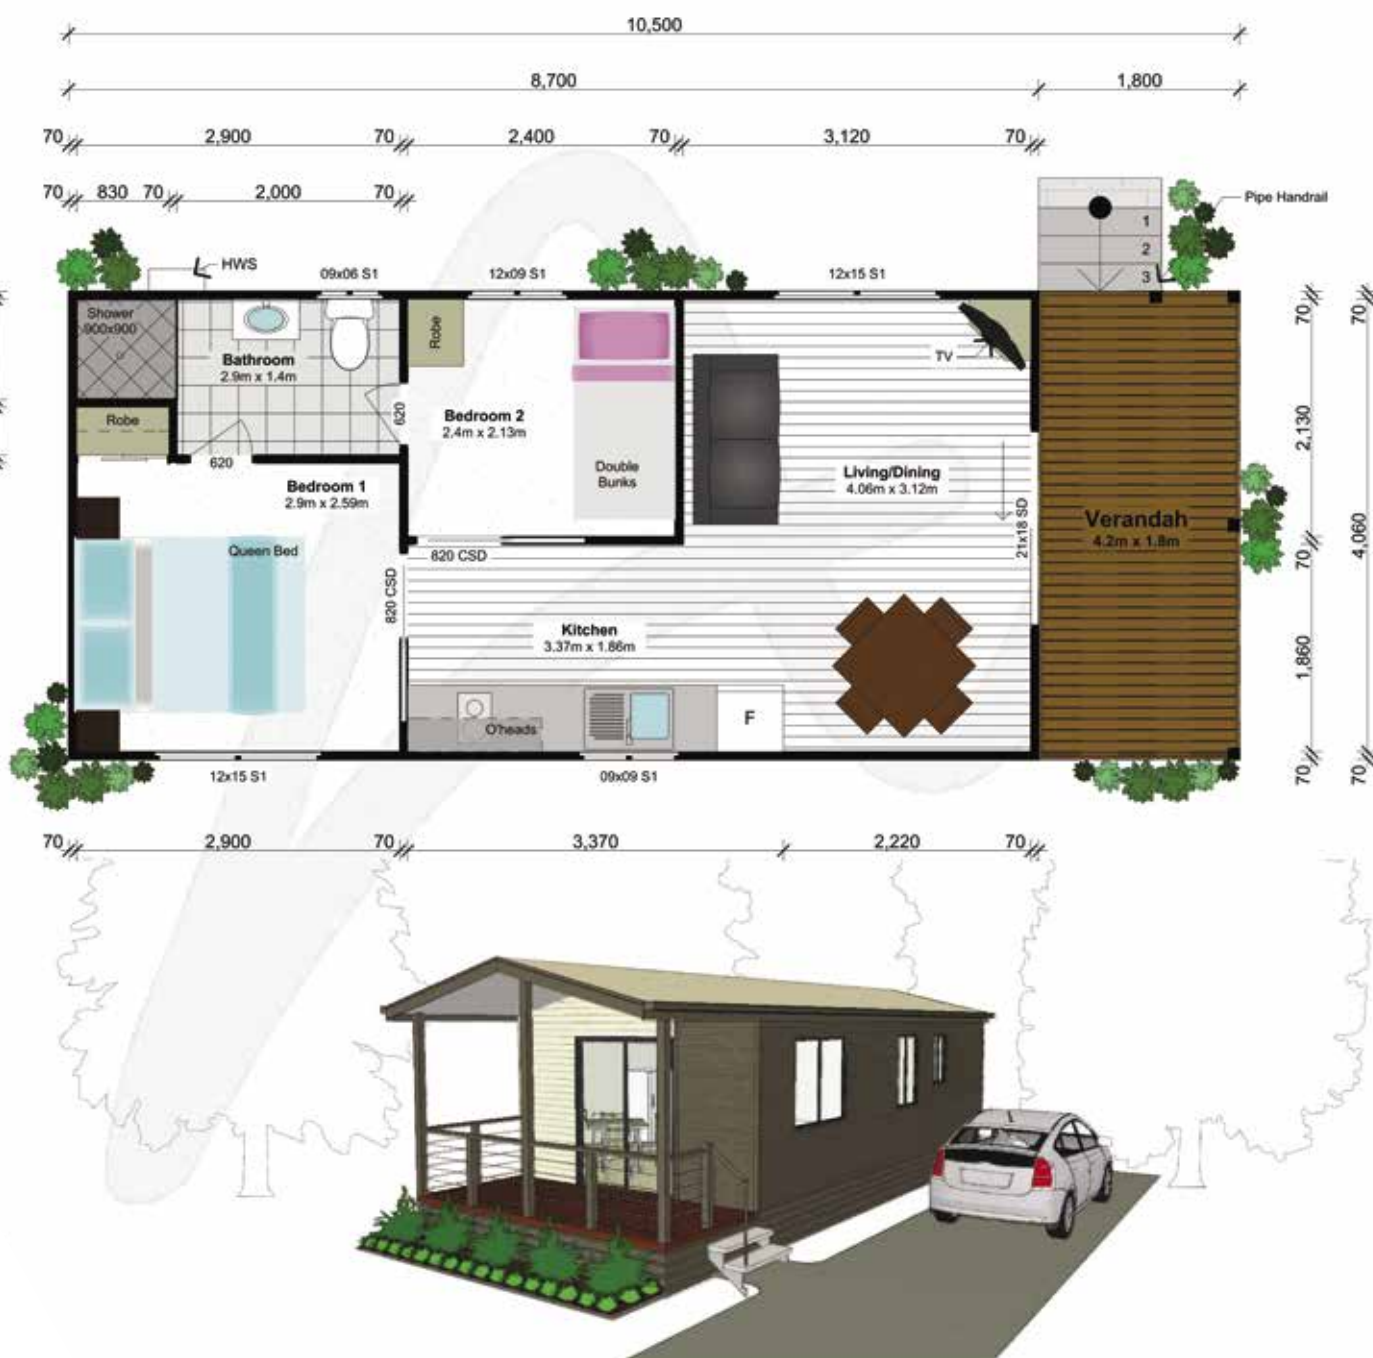 10,500
8,700 1,800
70 2,900 70 2,400 70 3,120 70
70 830 70 2,000 70
Pipe Handrail
1
2
3
HWS
09x06 S1
12x09 S1
12x15 S1
Shower
900x900
Robe
Bathroom
2.9m x 1.4m
620
620
Robe
Bedroom 2
2.4m x 2.13m
Double
Bunks
TV
Living/Dining
4.06m x 3.12m
21x18 SD
Verandah
4.2m x 1.8m
Bedroom 1
2.9m x 2.59m
Queen Bed
820 CSD
820 CSD
Kitchen
3.37m x 1.86m
O'heads
F
12x15 S1
09x09 S1
70
2,130
70
1,860
70
70
4,060
70
70 2,900 70 3,370 2,220 70